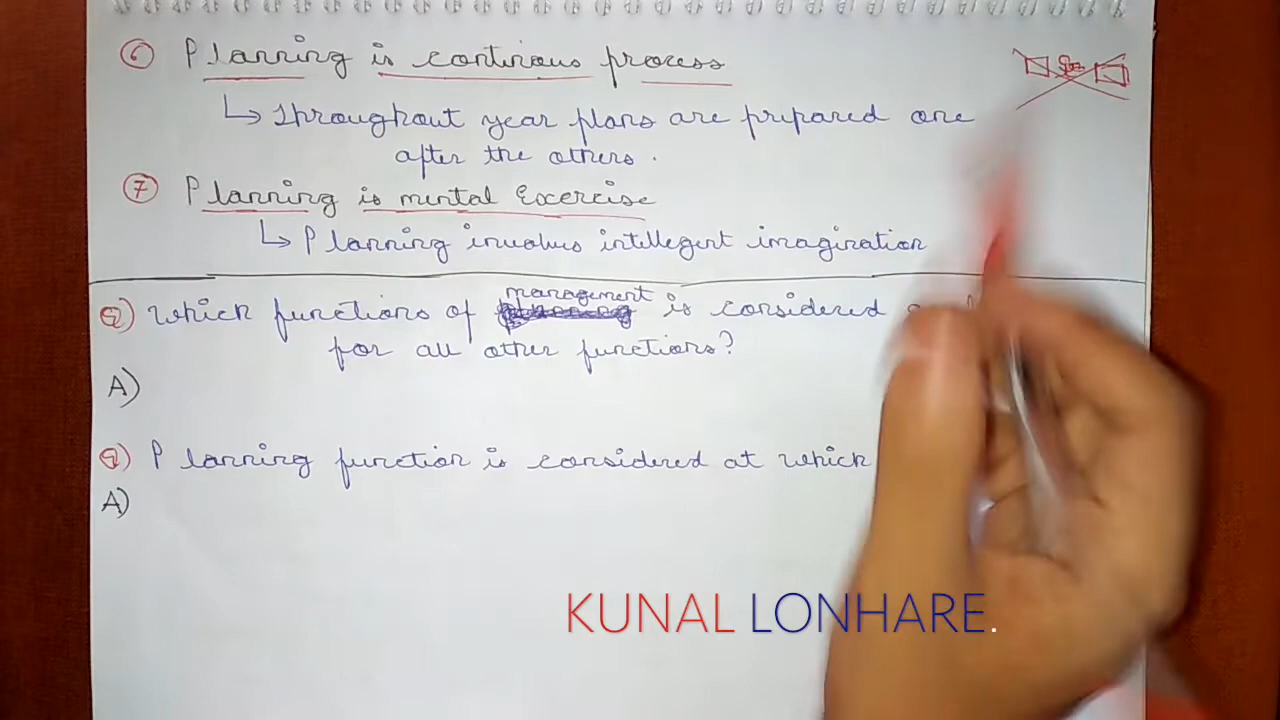 6 Planning is continous process
↳ Throughout year plans are prepared one
after the others.
7 Planning is mental Exercise
↳ Planning involves intellegent imagination
Q) Which functions of management is considered
for all other functions?
A)
Q) Planning function is considered at which
A)
KUNAL LONHARE.